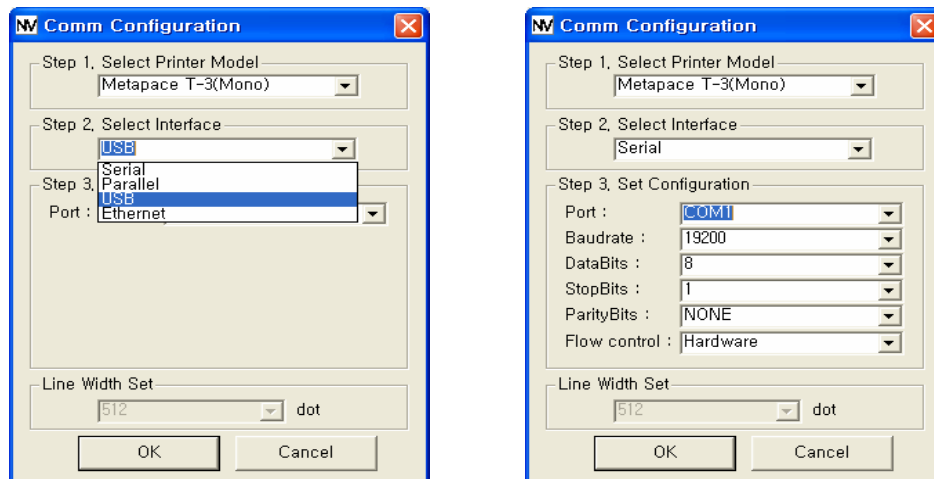 NV Comm Configuration
Step 1, Select Printer Model
Metapace T-3(Mono)
Step 2, Select Interface
USB
Serial
Parallel
USB
Ethernet
Step 3,
Port :
Line Width Set
512 dot
OK Cancel
NV Comm Configuration
Step 1, Select Printer Model
Metapace T-3(Mono)
Step 2, Select Interface
Serial
Step 3, Set Configuration
Port : COM1
Baudrate : 19200
DataBits : 8
StopBits : 1
ParityBits : NONE
Flow control : Hardware
Line Width Set
512 dot
OK Cancel